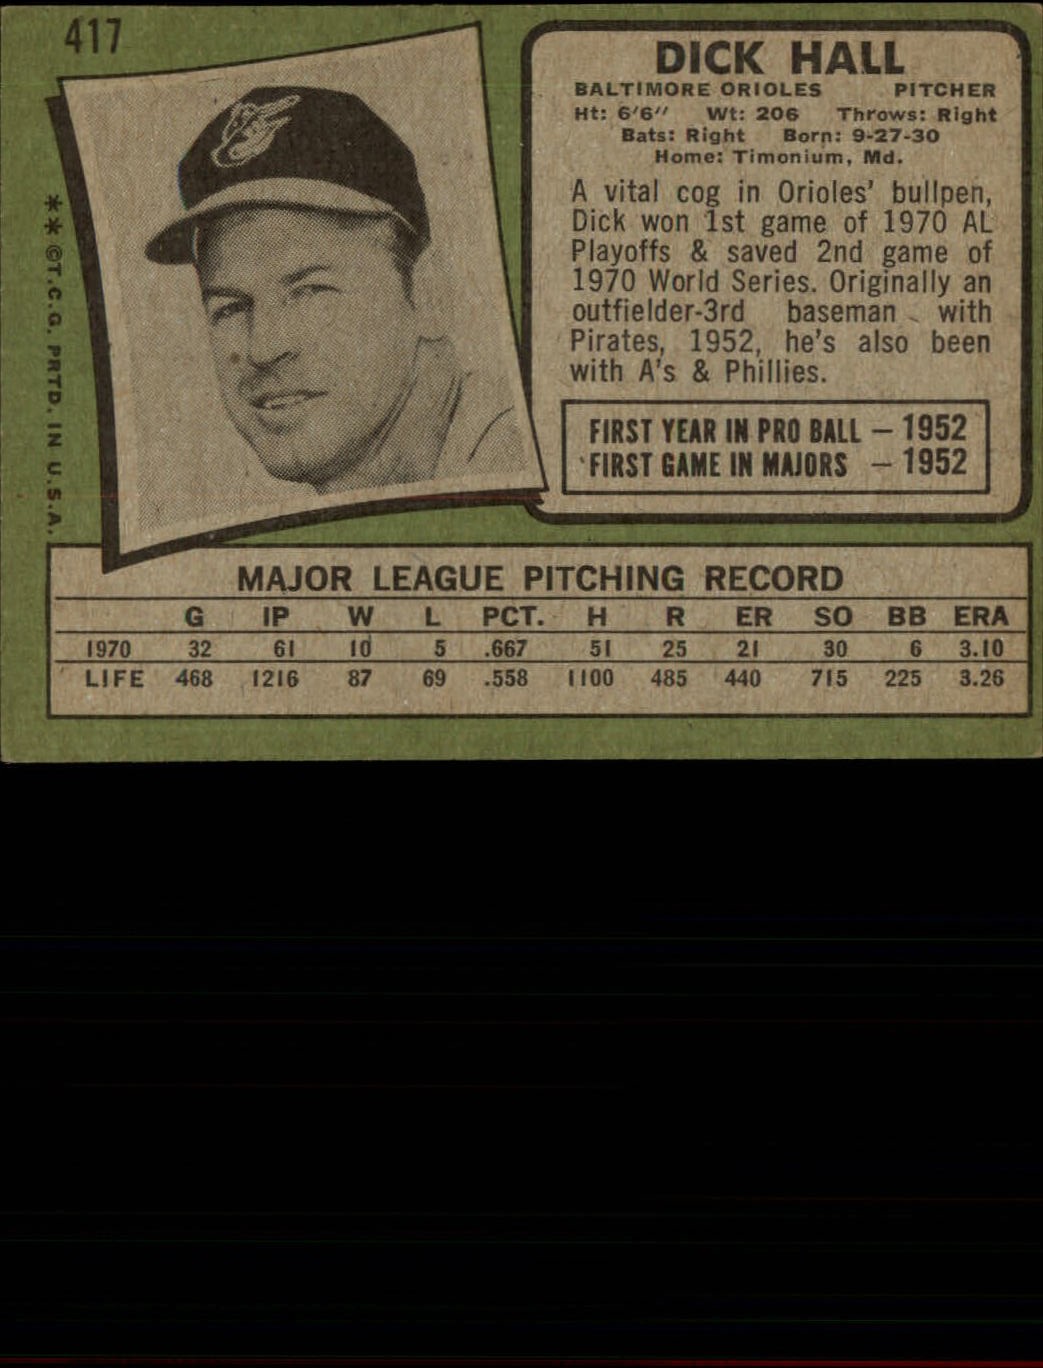 417
DICK HALL
BALTIMORE ORIOLES PITCHER
Ht: 6'6" Wt: 206 Throws: Right
Bats: Right Born: 9-27-30
Home: Timonium, Md.
A vital cog in Orioles' bullpen,
Dick won 1st game of 1970 AL
Playoffs & saved 2nd game of
1970 World Series. Originally an
outfielder-3rd baseman with
Pirates, 1952, he's also been
with A's & Phillies.
FIRST YEAR IN PRO BALL — 1952
FIRST GAME IN MAJORS — 1952
**©T.C.G. PRTD. IN U.S.A.
MAJOR LEAGUE PITCHING RECORD
G IP W L PCT. H R ER SO BB ERA
1970 32 61 10 5 .667 51 25 21 30 6 3.10
LIFE 468 1216 87 69 .558 1100 485 440 715 225 3.26